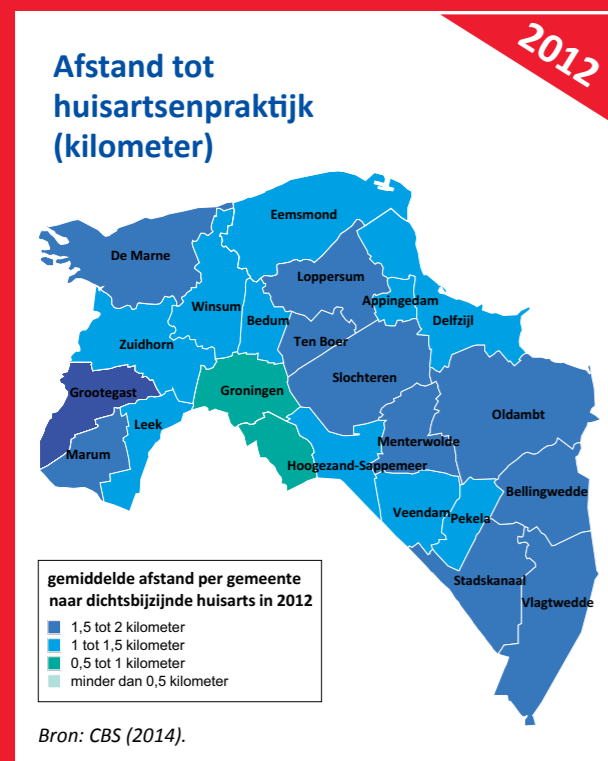 2012
Afstand tot
huisartsenpraktijk
(kilometer)
Eemsmond
De Marne
Loppersum
Winsum
Appingedam
Bedum
Delfzijl
Ten Boer
Zuidhorn
Slochteren
Grootegast
Groningen
Oldambt
Leek
Menterwolde
Marum
Hoogezand-Sappemeer
Bellingwedde
Veendam
Pekela
Stadskanaal
Vlagtwedde
gemiddelde afstand per gemeente
naar dichtsbijzijnde huisarts in 2012
1,5 tot 2 kilometer
1 tot 1,5 kilometer
0,5 tot 1 kilometer
minder dan 0,5 kilometer
Bron: CBS (2014).